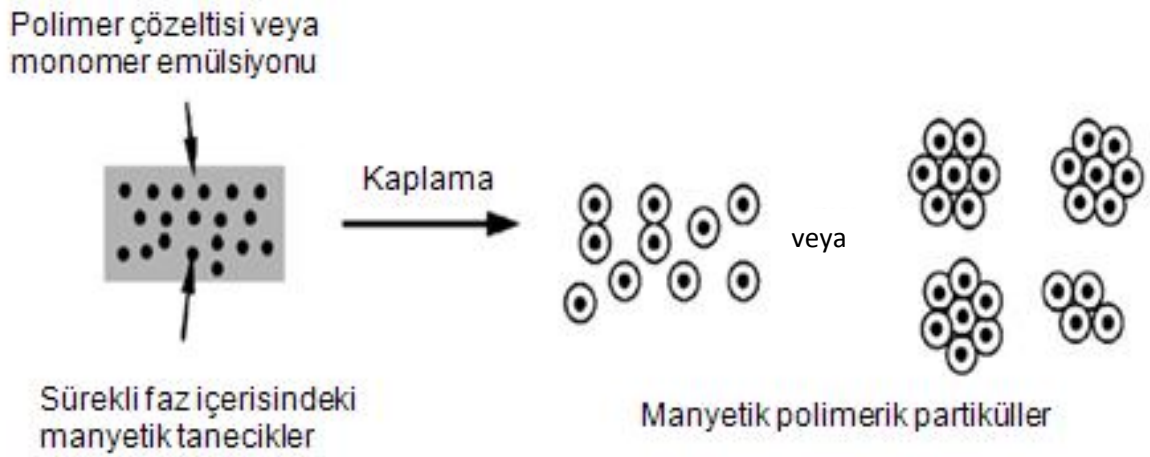 Polimer çözeltisi veya
monomer emülsiyonu
Kaplama
veya
Sürekli faz içerisindeki
manyetik tanecikler
Manyetik polimerik partiküller